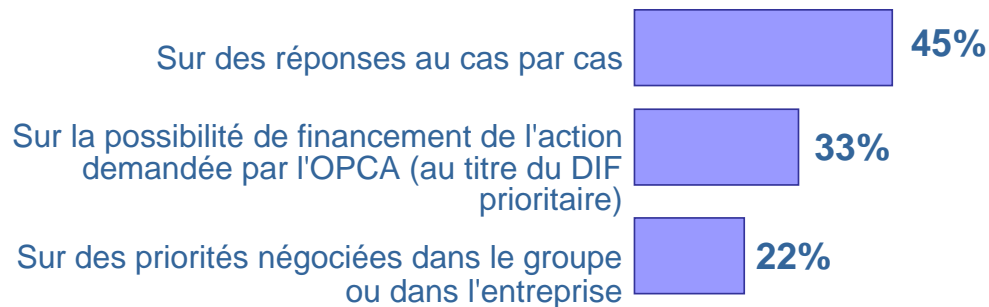 Sur des réponses au cas par cas
45%
Sur la possibilité de financement de l'action
demandée par l'OPCA (au titre du DIF
prioritaire)
33%
Sur des priorités négociées dans le groupe
ou dans l'entreprise
22%